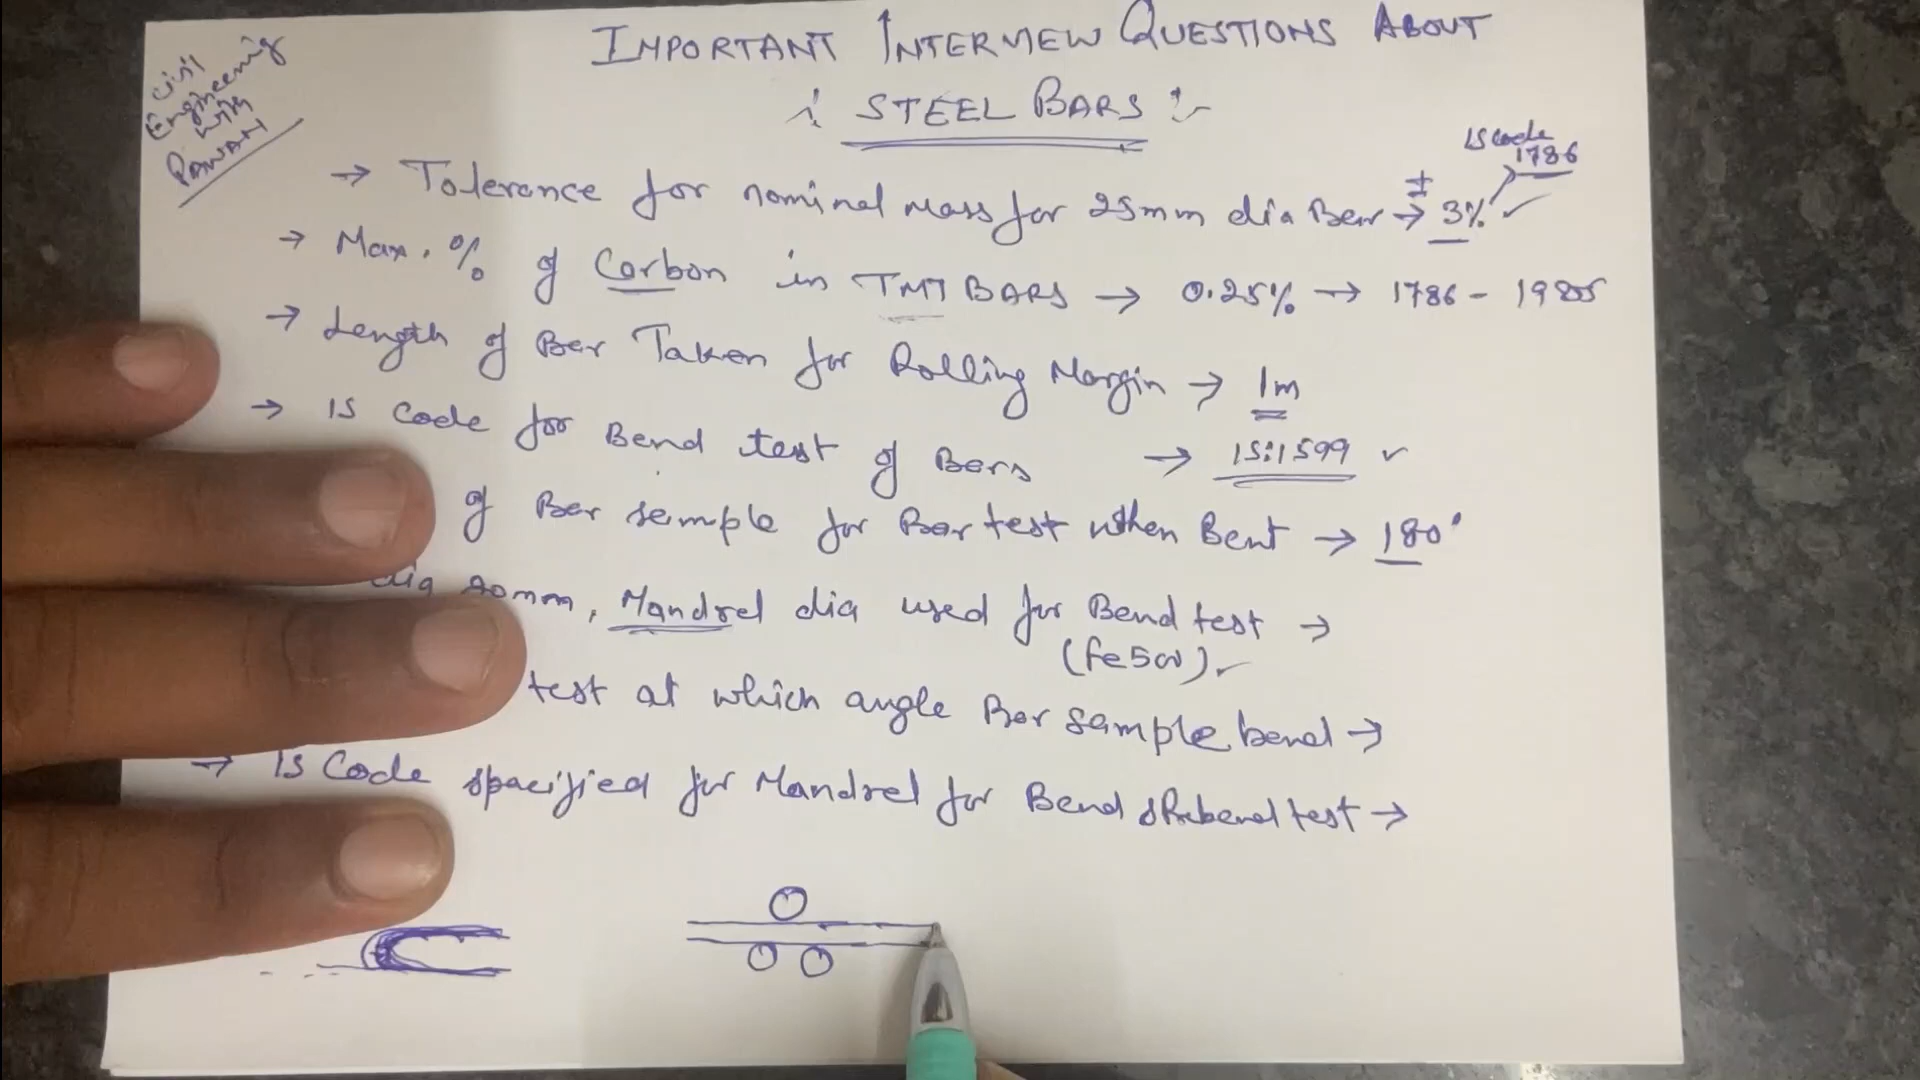 Civil
Engineering
with
PAWAN
IMPORTANT INTERVIEW QUESTIONS ABOUT
STEEL BARS :-
IS code
1786
→ Tolerance for nominal mass for 25mm dia Bar → ± 3% ✓
→ Max. % of Carbon in TMT BARS → 0.25% → 1786 - 1985
→ Length of Bar Taken for Rolling Margin → 1m
→ IS Code for Bend test of Bars → IS:1599 ✓
of Bar sample for Bar test when Bent → 180°
dia 20mm, Mandrel dia used for Bend test →
(fe500) ✓
test at which angle Bar sample bend →
→ IS Code specified for Mandrel for Bend & Rebend test →